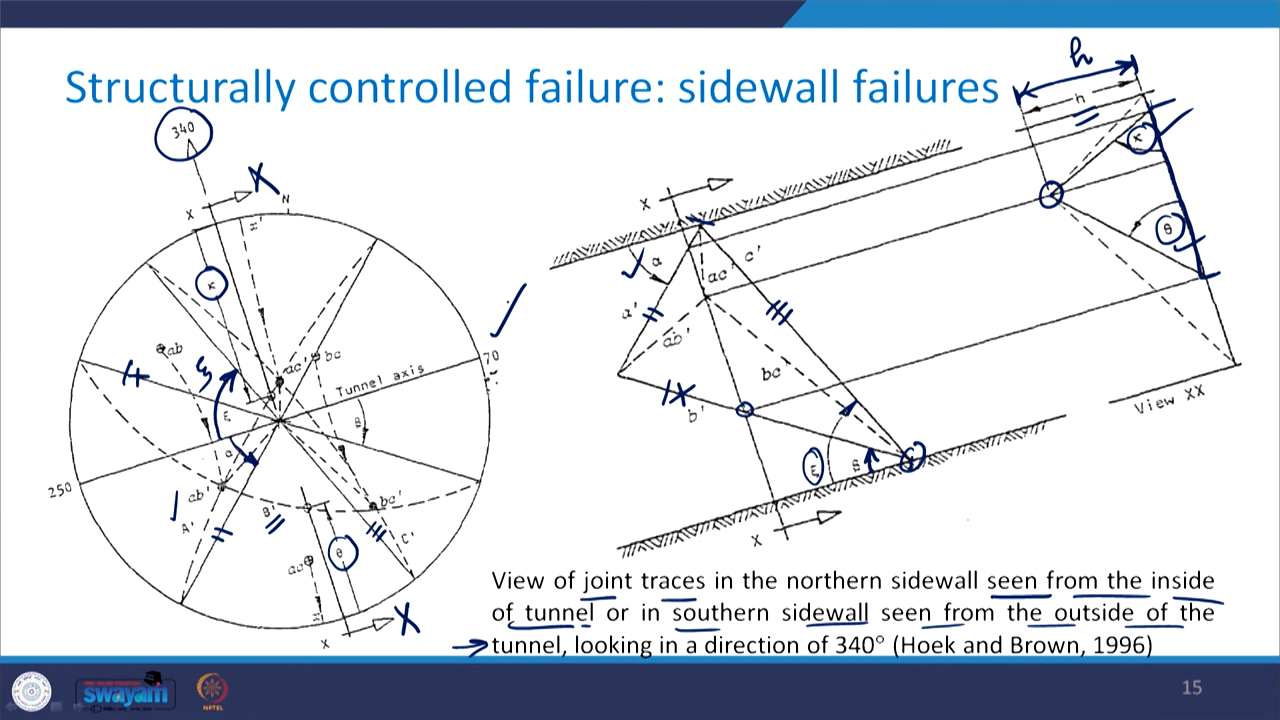 Structurally controlled failure: sidewall failures
340
X
X
N
H'
K
ab
ac'
bc
ξ
ξ
Tunnel axis
70
β
α
250
ab'
A'
B'
bc'
C'
ac
θ
H'
X
X
h
h
K
θ
X
α
ac'
c'
a'
ab'
bc'
b'
ξ
β
X
View XX
View of joint traces in the northern sidewall seen from the inside
of tunnel or in southern sidewall seen from the outside of the
tunnel, looking in a direction of 340° (Hoek and Brown, 1996)
swayam
NPTEL
15